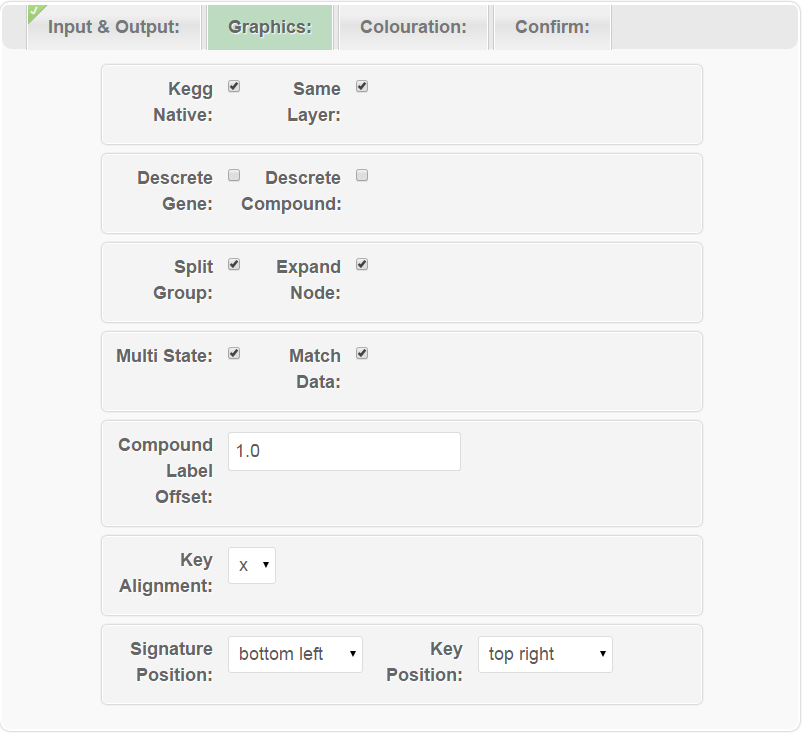 Input & Output: Graphics: Colouration: Confirm:
Kegg Same
Native: Layer:
Descrete Descrete
Gene: Compound:
Split Expand
Group: Node:
Multi State: Match
Data:
Compound
Label
Offset:
1.0
Key
Alignment:
x
Signature
Position:
bottom left
Key
Position:
top right